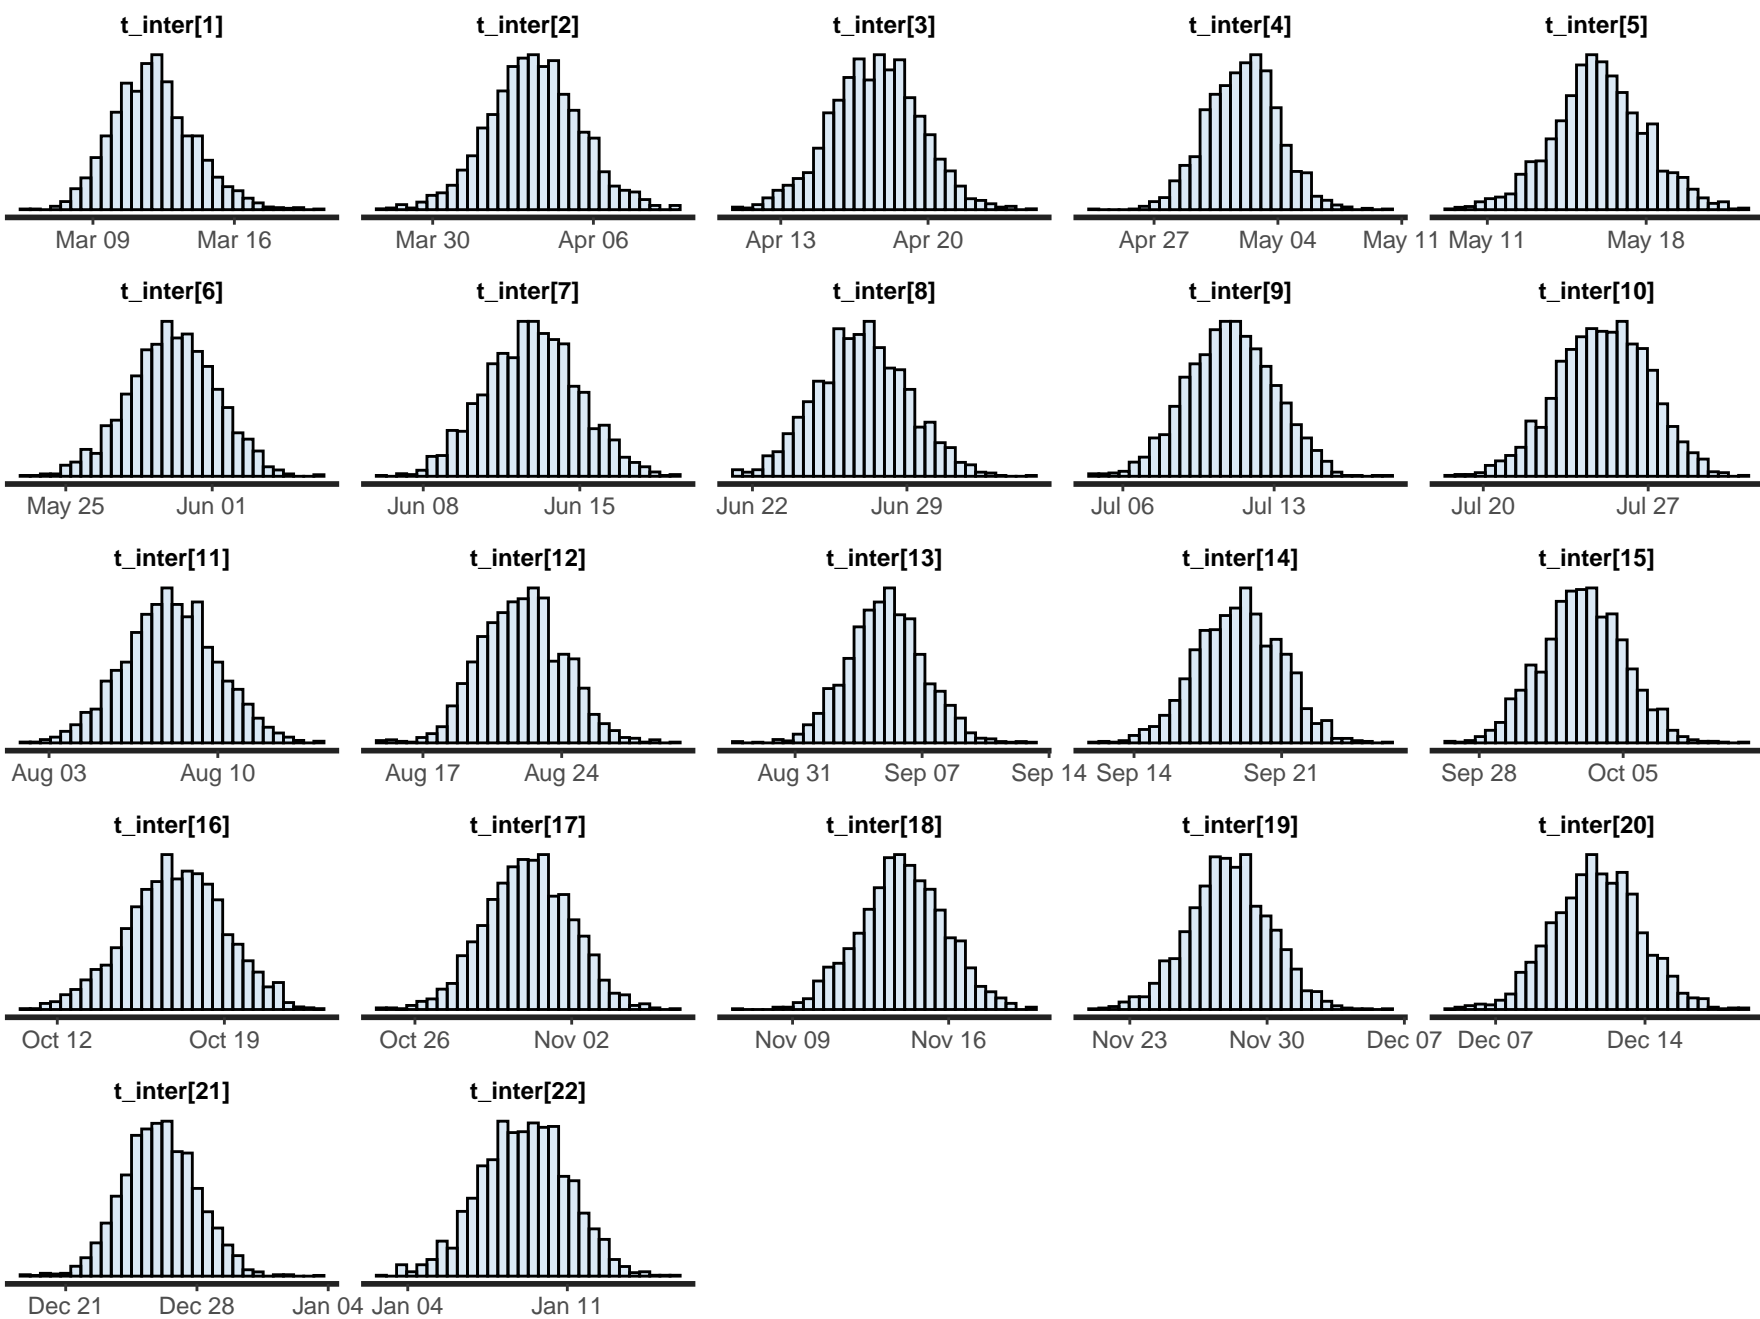 t_inter[1] t_inter[2] t_inter[3] t_inter[4] t_inter[5]
Mar 09 Mar 16 Mar 30 Apr 06 Apr 13 Apr 20 Apr 27 May 04 May 11 May 11 May 18
t_inter[6] t_inter[7] t_inter[8] t_inter[9] t_inter[10]
May 25 Jun 01 Jun 08 Jun 15 Jun 22 Jun 29 Jul 06 Jul 13 Jul 20 Jul 27
t_inter[11] t_inter[12] t_inter[13] t_inter[14] t_inter[15]
Aug 03 Aug 10 Aug 17 Aug 24 Aug 31 Sep 07 Sep 14 Sep 14 Sep 21 Sep 28 Oct 05
t_inter[16] t_inter[17] t_inter[18] t_inter[19] t_inter[20]
Oct 12 Oct 19 Oct 26 Nov 02 Nov 09 Nov 16 Nov 23 Nov 30 Dec 07 Dec 07 Dec 14
t_inter[21] t_inter[22]
Dec 21 Dec 28 Jan 04 Jan 04 Jan 11